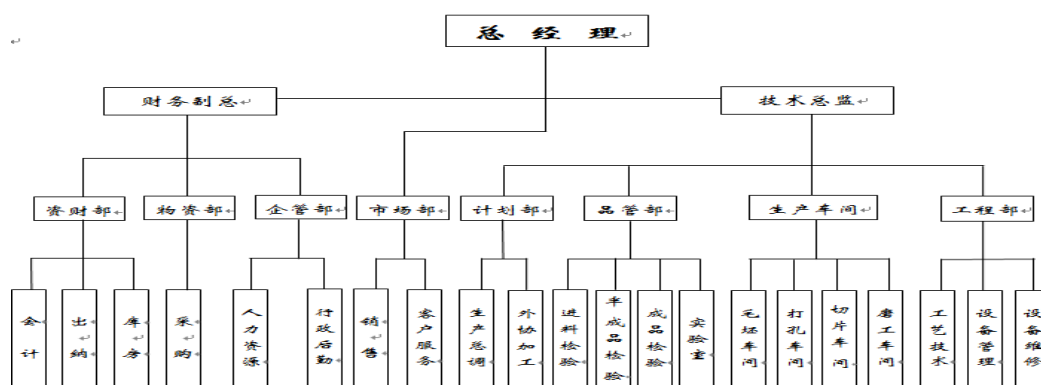 总经理
财务副总
技术总监
资财部
物资部
企管部
市场部
计划部
品管部
生产车间
工程部
会计
出纳
库房
采购
人力资源
行政后勤
销售
客户服务
生产总调
外协加工
进料检验
半成品检验
成品检验
实验室
毛坯车间
打孔车间
切片车间
磨工车间
工艺技术
设备管理
设备维修